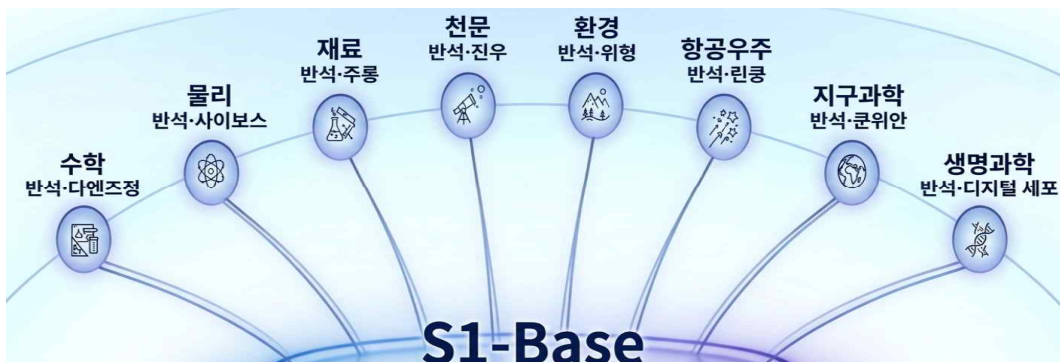 수학
반석·다엔즈정
물리
반석·사이보스
재료
반석·주롱
천문
반석·진우
환경
반석·위형
항공우주
반석·린쿵
지구과학
반석·쿤위안
생명과학
반석·디지털 세포
S1-Base